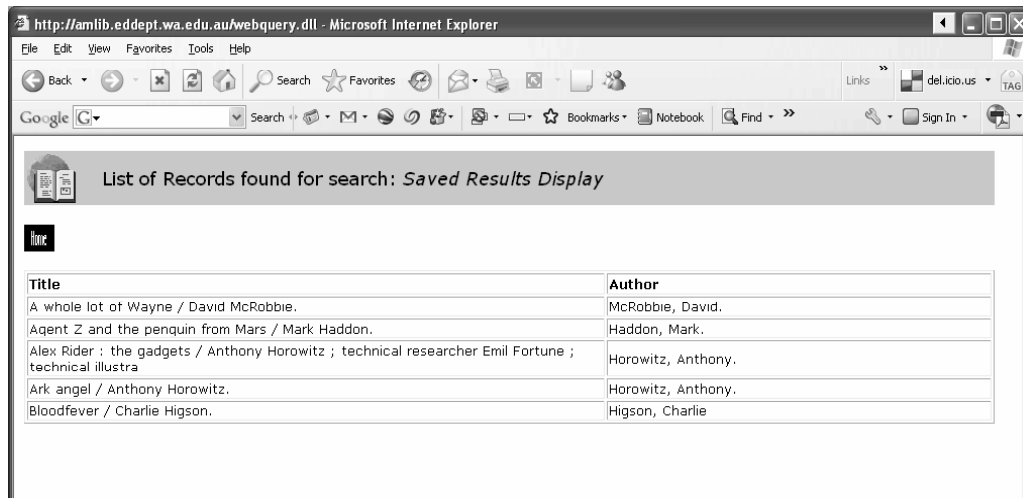 http://amlib.eddept.wa.edu.au/webquery.dll - Microsoft Internet Explorer
File Edit View Favorites Tools Help
Back Search Favorites Links del.icio.us TAG
Google G Search Bookmarks Notebook Find Sign In
List of Records found for search: Saved Results Display
Home
Title Author
A whole lot of Wayne / David McRobbie. McRobbie, David.
Agent Z and the penguin from Mars / Mark Haddon. Haddon, Mark.
Alex Rider : the gadgets / Anthony Horowitz ; technical researcher Emil Fortune ;
technical illustra
Horowitz, Anthony.
Ark angel / Anthony Horowitz. Horowitz, Anthony.
Bloodfever / Charlie Higson. Higson, Charlie